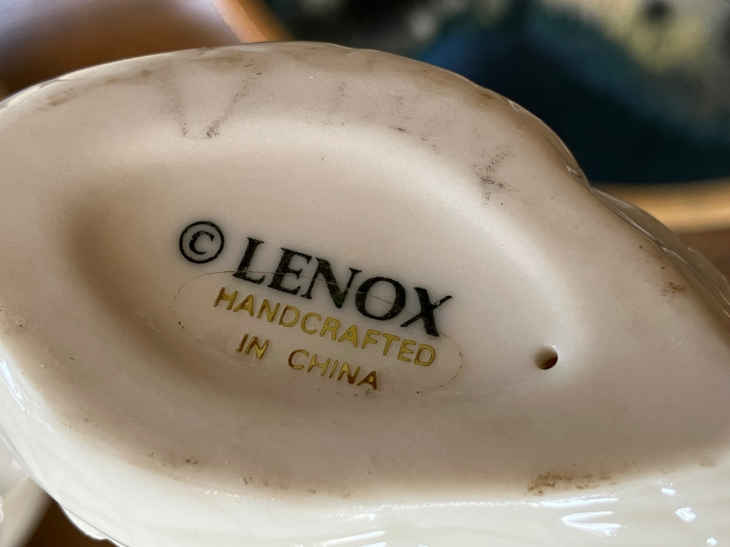 © LENOX
HANDCRAFTED
IN CHINA